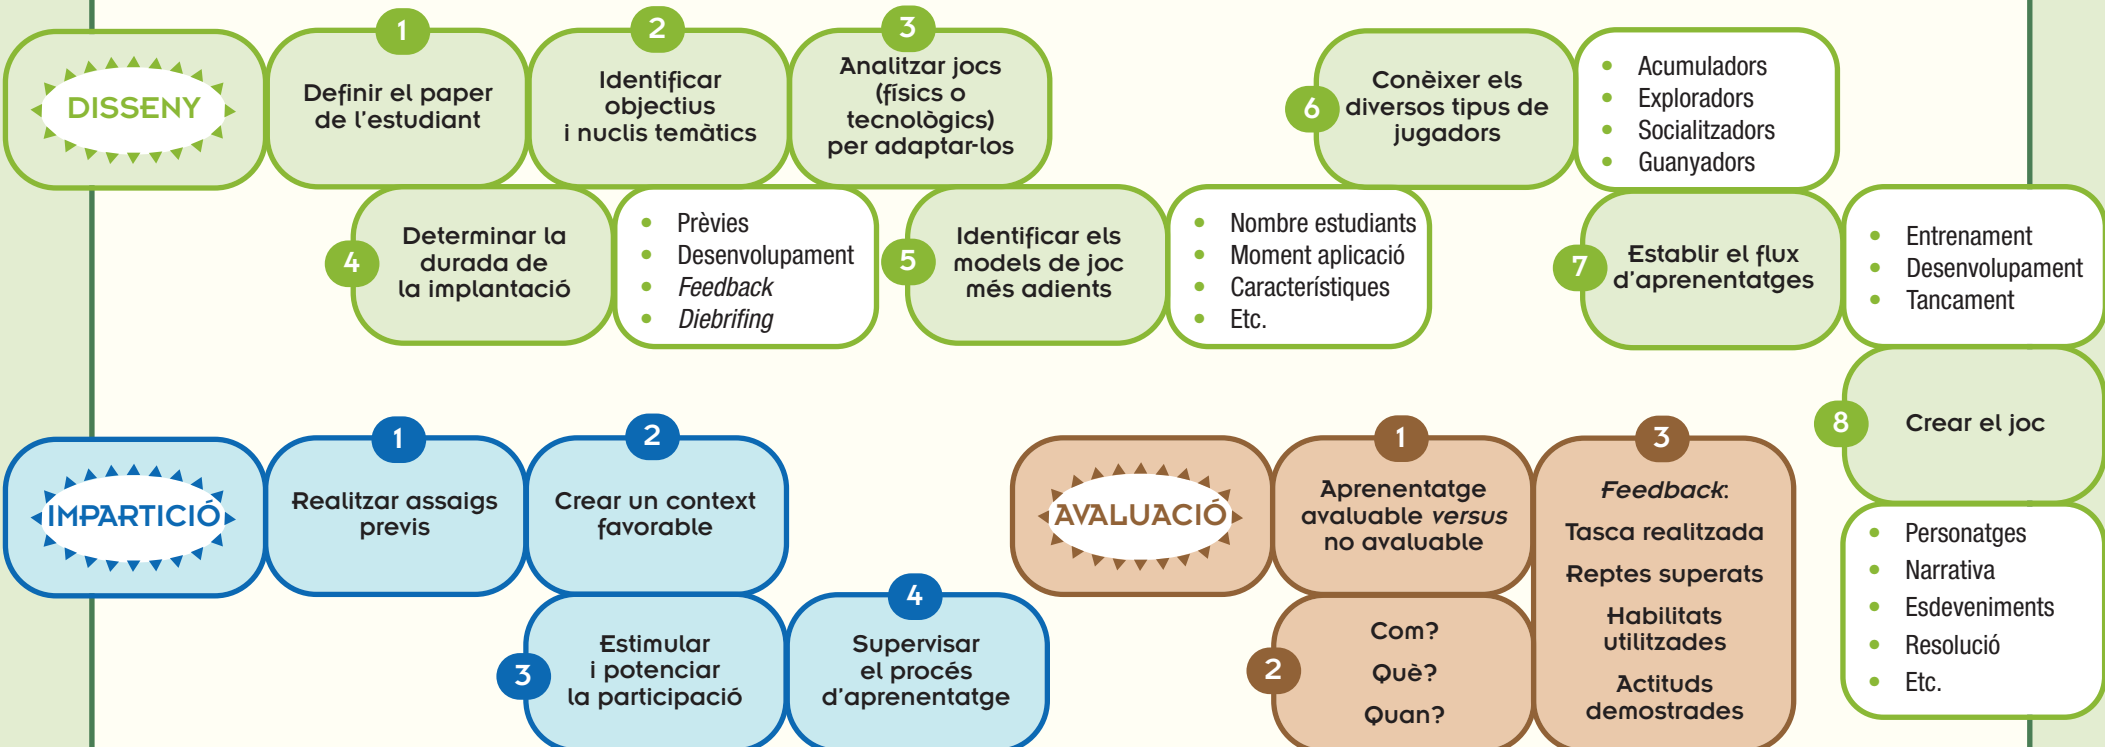 DISSENY
1
Definir el paper
de l'estudiant
2
Identificar
objectius
i nuclis temàtics
3
Analitzar jocs
(físics o
tecnològics)
per adaptar-los
4
Determinar la
durada de
la implantació
• Prèvies
• Desenvolupament
• Feedback
• Diebrifing
5
Identificar els
models de joc
més adients
• Nombre estudiants
• Moment aplicació
• Característiques
• Etc.
6
Conèixer els
diversos tipus de
jugadors
• Acumuladors
• Exploradors
• Socialitzadors
• Guanyadors
7
Establir el flux
d'aprenentatges
• Entrenament
• Desenvolupament
• Tancament
8
Crear el joc
• Personatges
• Narrativa
• Esdeveniments
• Resolució
• Etc.
IMPARTICIÓ
1
Realitzar assaigs
previs
2
Crear un context
favorable
3
Estimular
i potenciar
la participació
4
Supervisar
el procés
d'aprenentatge
AVALUACIÓ
1
Aprenentatge
avaluable versus
no avaluable
2
Com?
Què?
Quan?
3
Feedback:
Tasca realitzada
Reptes superats
Habilitats
utilitzades
Actituds
demostrades